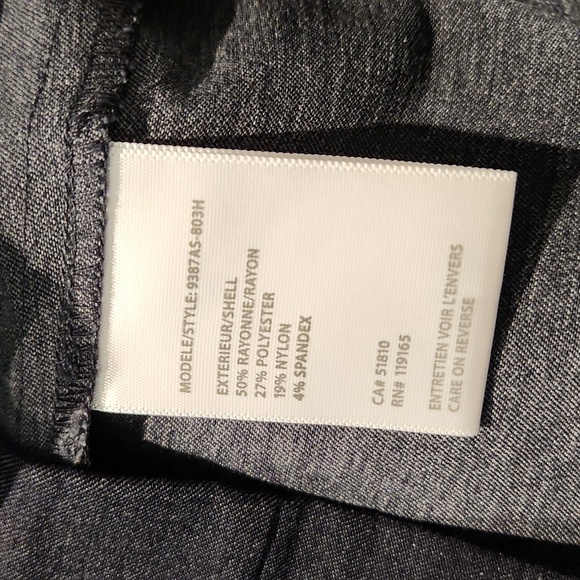 MODELE/STYLE: 9387AS-803H
EXTERIEUR/SHELL
50% RAYONNE/RAYON
27% POLYESTER
19% NYLON
4% SPANDEX
CA# 51810
RN# 119165
ENTRETIEN VOIR L'ENVERS
CARE ON REVERSE